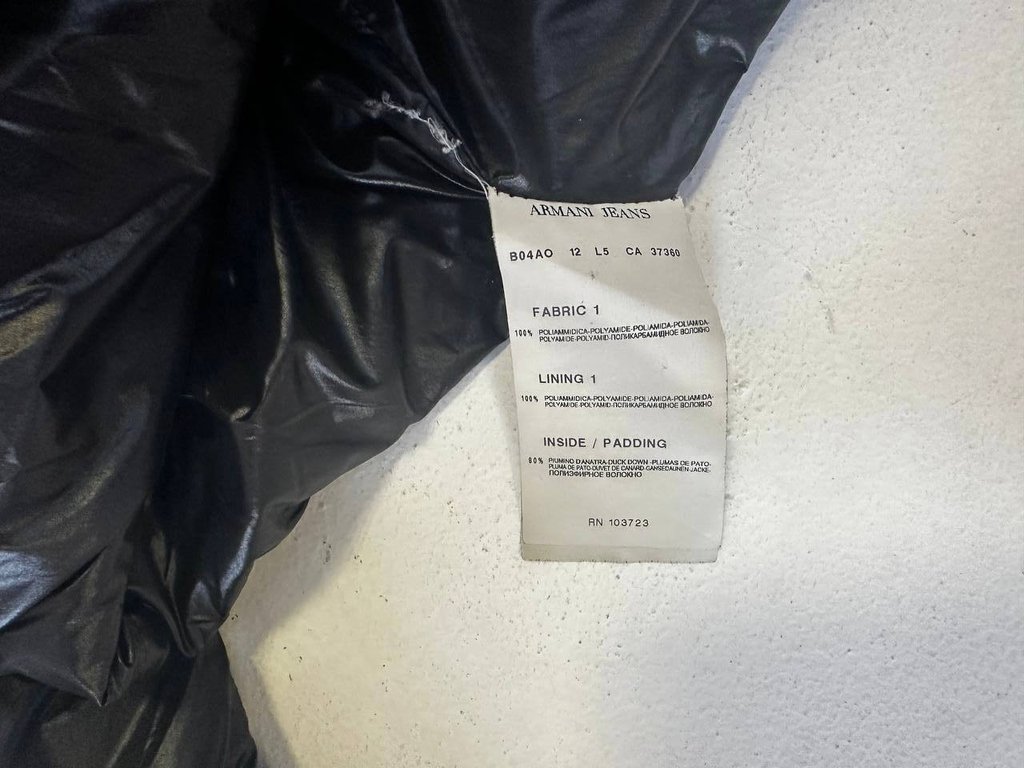 ARMANI JEANS
B04AO 12 L5 CA 37360
FABRIC 1
100% POLIAMMIDICA-POLYAMIDE-POLIAMIDA-POLIAMIDA-
POLYAMIDE-POLYAMID-ПОЛИКАРБАМИДНОЕ ВОЛОКНО
LINING 1
100% POLIAMMIDICA-POLYAMIDE-POLIAMIDA-POLIAMIDA-
POLYAMIDE-POLYAMID-ПОЛИКАРБАМИДНОЕ ВОЛОКНО
INSIDE / PADDING
80% PIUMINO D'ANATRA-DUCK DOWN -PLUMAS DE PATO-
PLUMA DE PATO-DUVET DE CANARD-GANSEDAUNEN-JACKE-
ПОЛИЭФИРНОЕ ВОЛОКНО
RN 103723